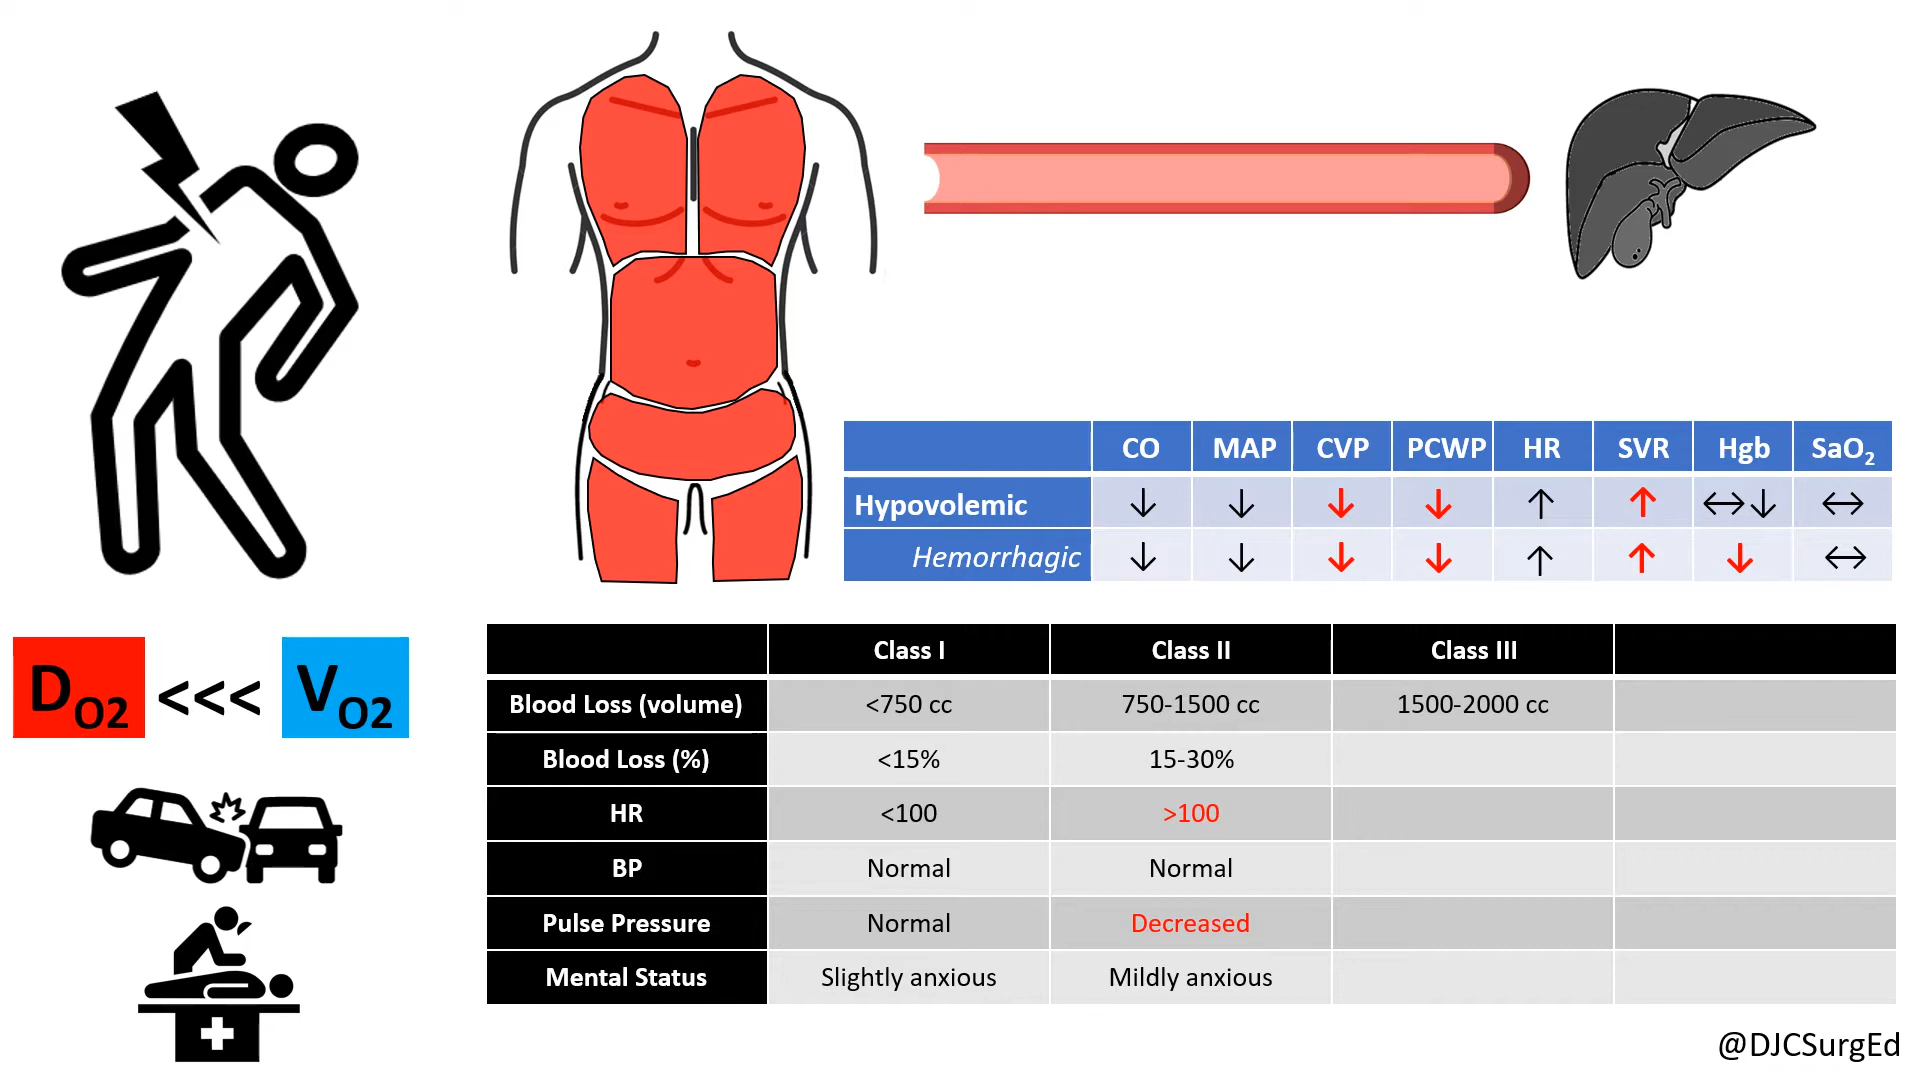 CO MAP CVP PCWP HR SVR Hgb SaO₂
Hypovolemic ↓ ↓ ↓ ↓ ↑ ↑ ↔↓ ↔
Hemorrhagic ↓ ↓ ↓ ↓ ↑ ↑ ↓ ↔
DO2 <<< VO2
Class I Class II Class III
Blood Loss (volume) <750 cc 750-1500 cc 1500-2000 cc
Blood Loss (%) <15% 15-30%
HR <100 >100
BP Normal Normal
Pulse Pressure Normal Decreased
Mental Status Slightly anxious Mildly anxious
@DJCSurgEd